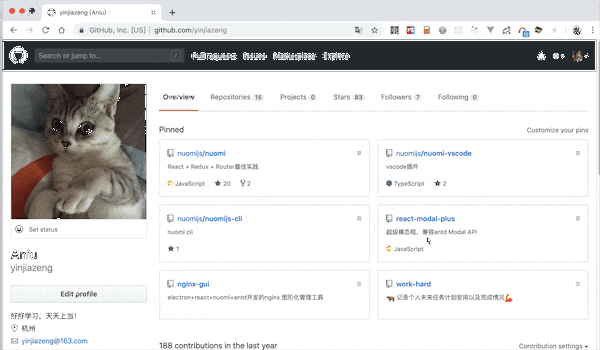 yinjiazeng (Aniu)
GitHub, Inc. [US] | github.com/yinjiazeng
Search or jump to...
/
Pull requests Issues Marketplace Explore
Overview Repositories 15 Projects 0 Stars 83 Followers 7 Following 0
Pinned
Customize your pins
nuomijs/nuomi
React + Redux + Router最佳实践
JavaScript 20 2
nuomijs/nuomi-vscode
vscode插件
TypeScript 2
nuomijs/nuomijs-cli
nuomi cli
1
react-modal-plus
超级模态框，兼容antd Modal API
JavaScript
nginx-gui
electron+react+nuomi+antd开发的nginx 图形化管理工具
work-hard
记录个人未来任务计划安排以及完成情况
Set status
Aniu
yinjiazeng
Edit profile
好好学习，天天上当！
杭州
yinjiazeng@163.com
188 contributions in the last year
Contribution settings